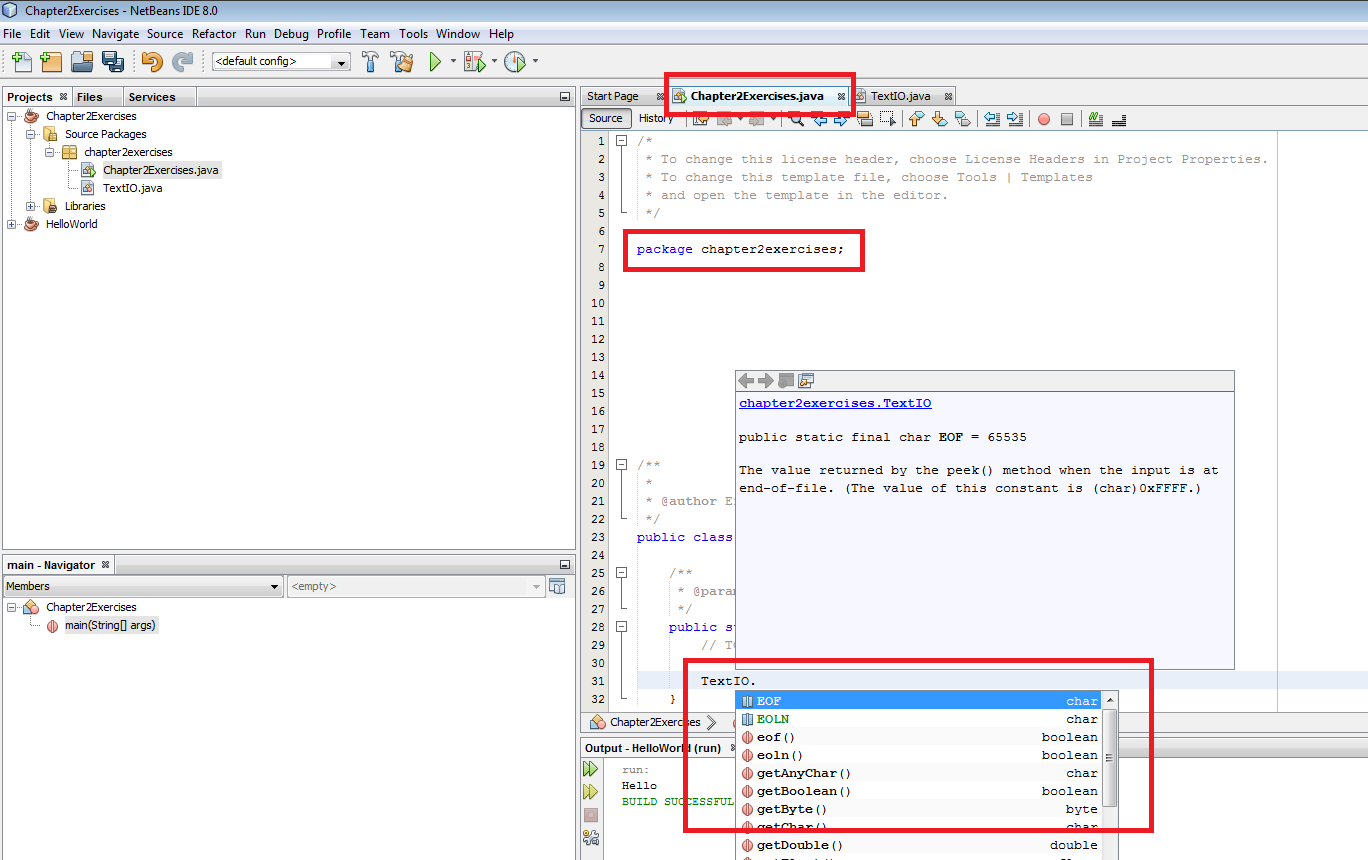 Chapter2Exercises - NetBeans IDE 8.0
File Edit View Navigate Source Refactor Run Debug Profile Team Tools Window Help
<default config>
Projects Files Services
Chapter2Exercises
Source Packages
chapter2exercises
Chapter2Exercises.java
TextIO.java
Libraries
HelloWorld
main - Navigator
Members <empty>
Chapter2Exercises
main(String[] args)
Start Page Chapter2Exercises.java TextIO.java
Source History
1 /*
2 * To change this license header, choose License Headers in Project Properties.
3 * To change this template file, choose Tools | Templates
4 * and open the template in the editor.
5 */
6
7 package chapter2exercises;
8
9
10
11
12
13
14
15
16
17
18
19 /**
20 *
21 * @author
22 */
23 public class
24
25 /**
26 * @param
27 */
28 public
29 //
30
31 TextIO.
32 }
chapter2exercises.TextIO
public static final char EOF = 65535
The value returned by the peek() method when the input is at
end-of-file. (The value of this constant is (char)0xFFFF.)
EOF char
EOLN char
eof() boolean
eoln() boolean
getAnyChar() char
getBoolean() boolean
getByte() byte
getChar() char
getDouble() double
Chapter2Exercises
Output - HelloWorld (run)
run:
Hello
BUILD SUCCESSFUL